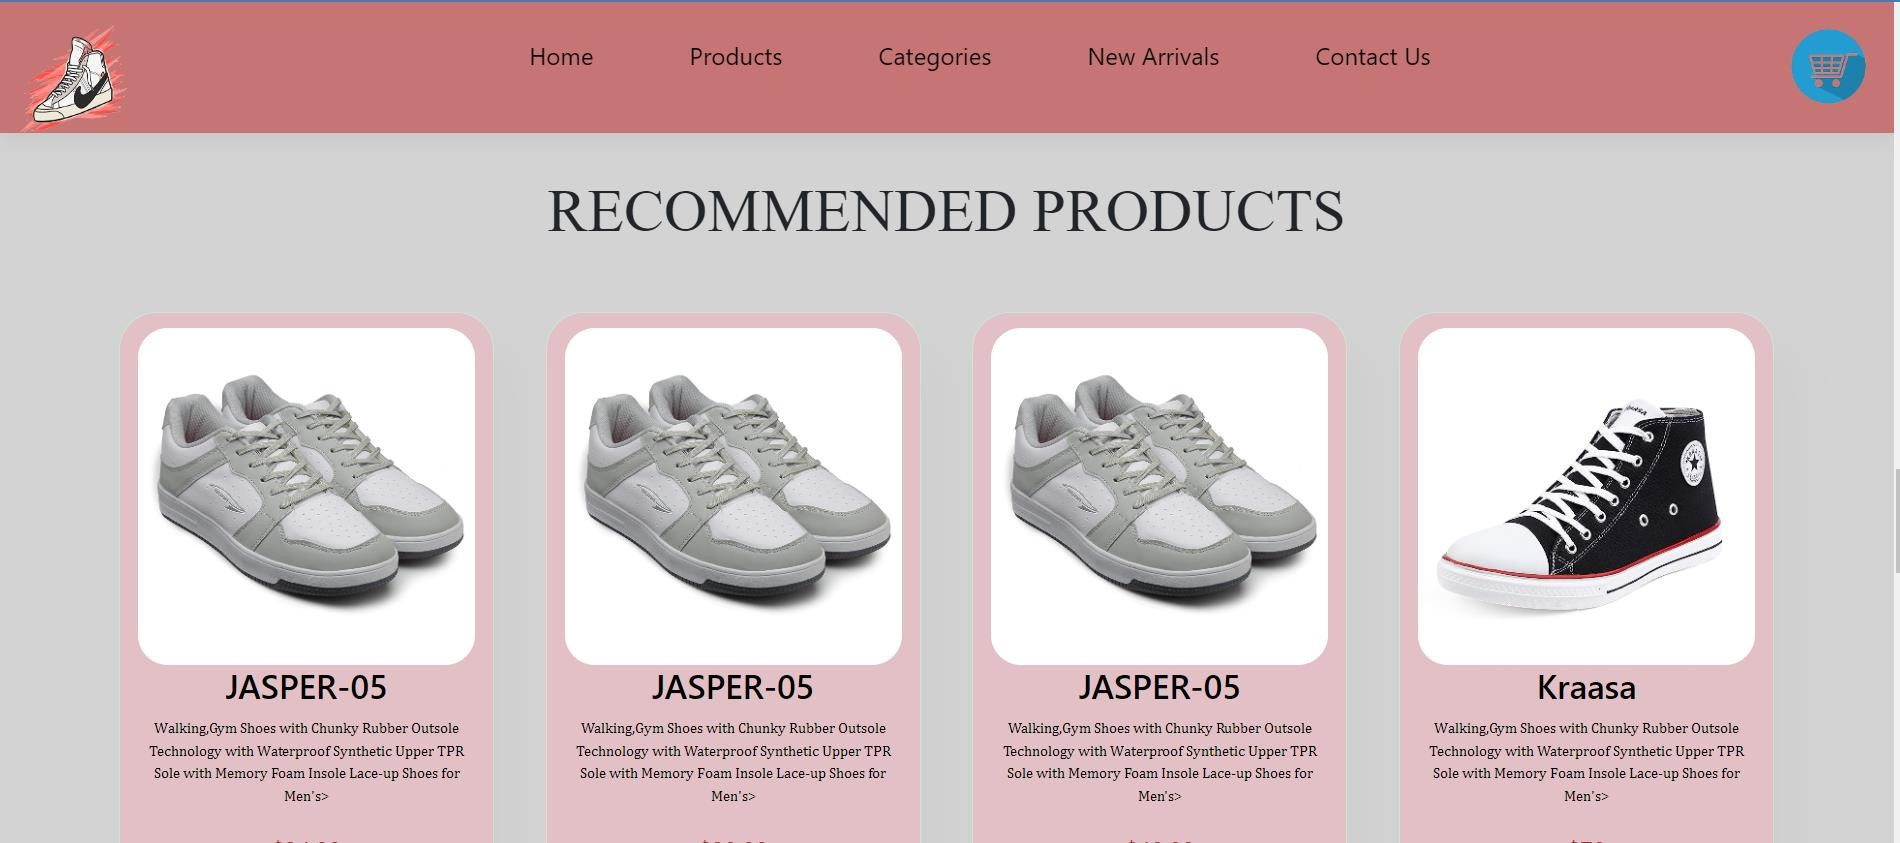 Home Products Categories New Arrivals Contact Us
RECOMMENDED PRODUCTS
JASPER-05
Walking,Gym Shoes with Chunky Rubber Outsole
Technology with Waterproof Synthetic Upper TPR
Sole with Memory Foam Insole Lace-up Shoes for
Men's>
JASPER-05
Walking,Gym Shoes with Chunky Rubber Outsole
Technology with Waterproof Synthetic Upper TPR
Sole with Memory Foam Insole Lace-up Shoes for
Men's>
JASPER-05
Walking,Gym Shoes with Chunky Rubber Outsole
Technology with Waterproof Synthetic Upper TPR
Sole with Memory Foam Insole Lace-up Shoes for
Men's>
Kraasa
Walking,Gym Shoes with Chunky Rubber Outsole
Technology with Waterproof Synthetic Upper TPR
Sole with Memory Foam Insole Lace-up Shoes for
Men's>